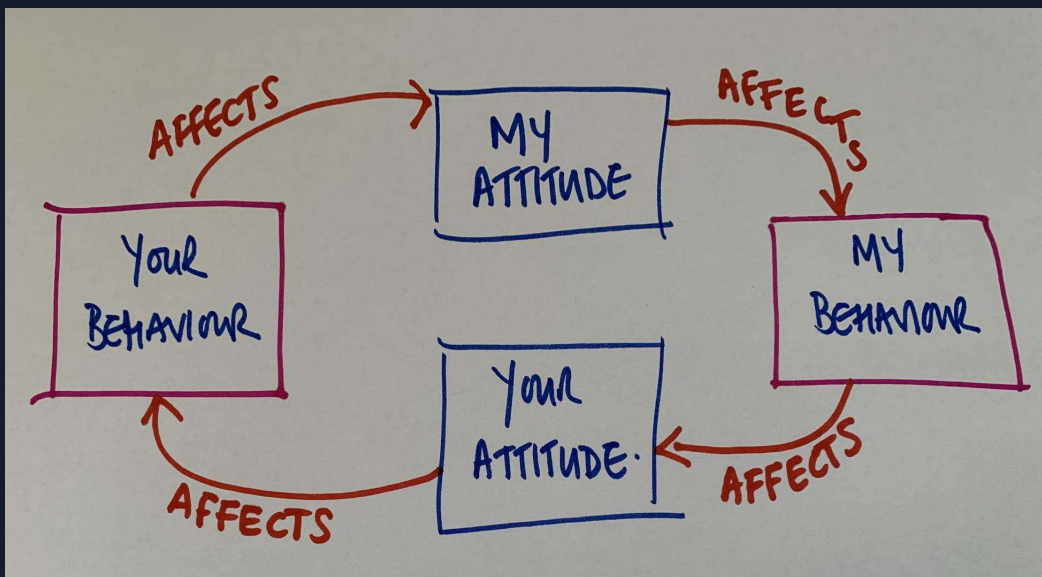 AFFECTS
MY
ATTITUDE
AFFECTS
MY
BEHAVIOUR
AFFECTS
YOUR
ATTITUDE.
AFFECTS
YOUR
BEHAVIOUR